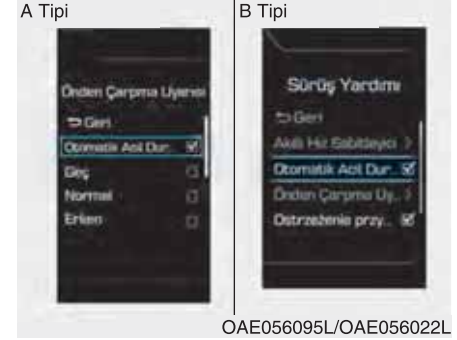 A Tipi
B Tipi
Önden Çarpma Uyarısı
Geri
Otomatik Acil Dur..
Geç
Normal
Erken
Sürüş Yardımı
Geri
Akıllı Hız Sabitleyici
Otomatik Acil Dur..
Önden Çarpma Uy..
Ostrzeżenie przy..
OAE056095L/OAE056022L